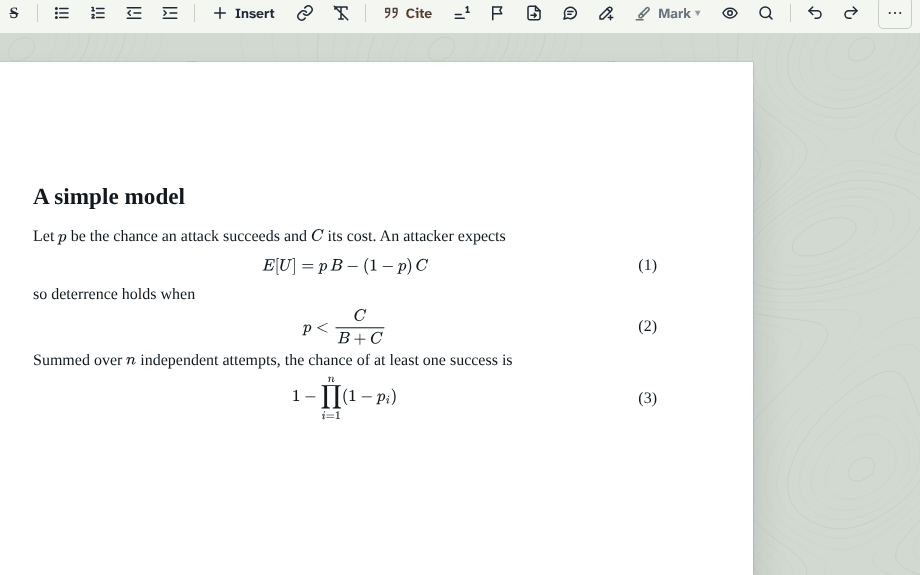 S Insert Cite 1 Mark ...
A simple model
Let p be the chance an attack succeeds and C its cost. An attacker expects
E[U] = p B − (1 − p) C (1)
so deterrence holds when
p < C / (B + C) (2)
Summed over n independent attempts, the chance of at least one success is
1 − ∏_{i=1}^{n} (1 − p_i) (3)